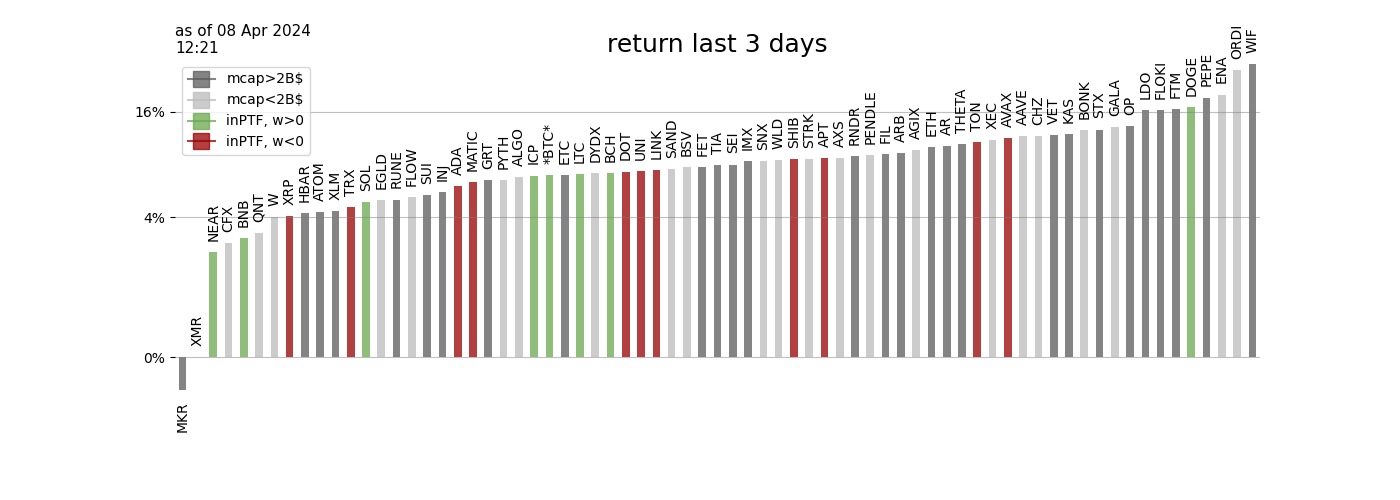 as of 08 Apr 2024
12:21
return last 3 days
mcap>2B$
mcap<2B$
inPTF, w>0
inPTF, w<0
16%
4%
0%
MKR
XMR
NEAR
CFX
BNB
QNT
W
XRP
HBAR
ATOM
XLM
TRX
SOL
EGLD
RUNE
FLOW
SUI
INJ
ADA
MATIC
GRT
PYTH
ALGO
ICP
*BTC*
ETC
LTC
DYDX
BCH
DOT
UNI
LINK
SAND
BSV
FET
TIA
SEI
IMX
SNX
WLD
SHIB
STRK
APT
AXS
RNDR
PENDLE
FIL
ARB
AGIX
ETH
AR
THETA
TON
XEC
AVAX
AAVE
CHZ
VET
KAS
BONK
STX
GALA
OP
LDO
FLOKI
FTM
DOGE
PEPE
ENA
ORDI
WIF